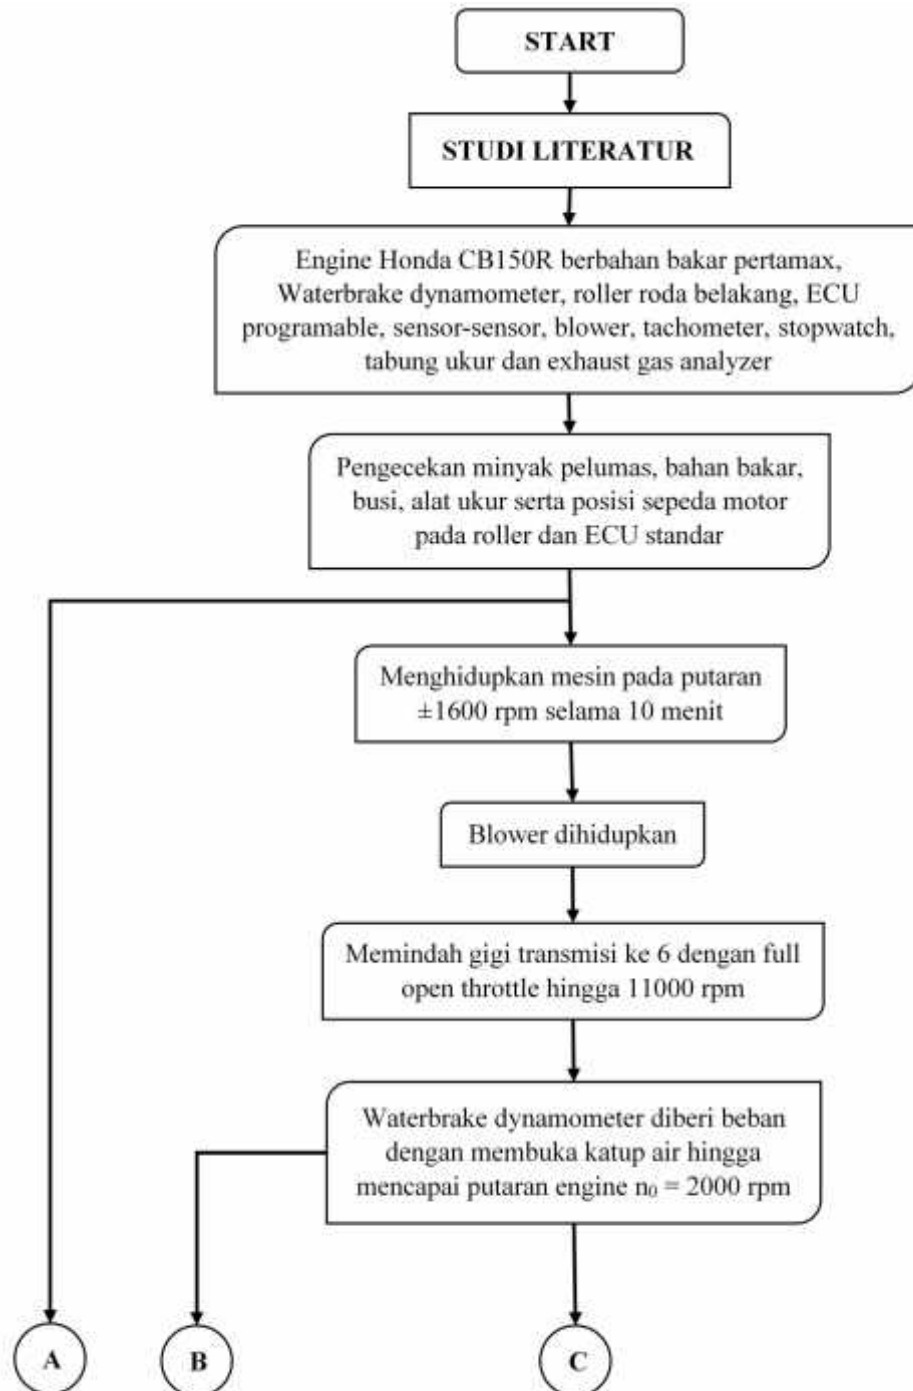 START
STUDI LITERATUR
Engine Honda CB150R berbahan bakar pertamax,
Waterbrake dynamometer, roller roda belakang, ECU
programable, sensor-sensor, blower, tachometer, stopwatch,
tabung ukur dan exhaust gas analyzer
Pengecekan minyak pelumas, bahan bakar,
busi, alat ukur serta posisi sepeda motor
pada roller dan ECU standar
Menghidupkan mesin pada putaran
±1600 rpm selama 10 menit
Blower dihidupkan
Memindah gigi transmisi ke 6 dengan full
open throttle hingga 11000 rpm
Waterbrake dynamometer diberi beban
dengan membuka katup air hingga
mencapai putaran engine n₀ = 2000 rpm
A
B
C